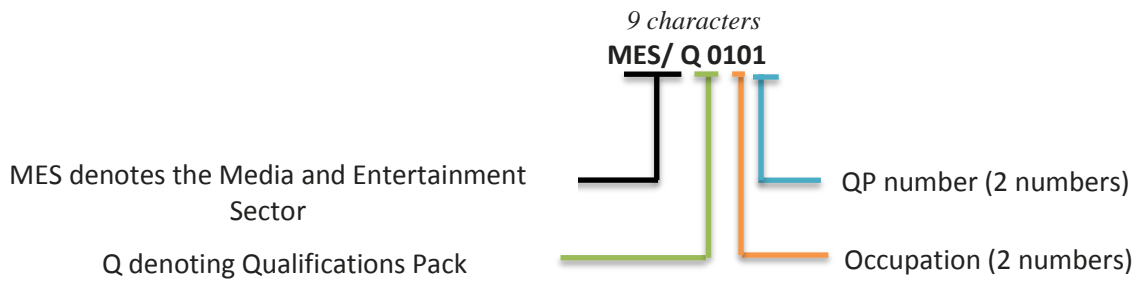 9 characters
MES/ Q 0101
MES denotes the Media and Entertainment
Sector
QP number (2 numbers)
Q denoting Qualifications Pack
Occupation (2 numbers)